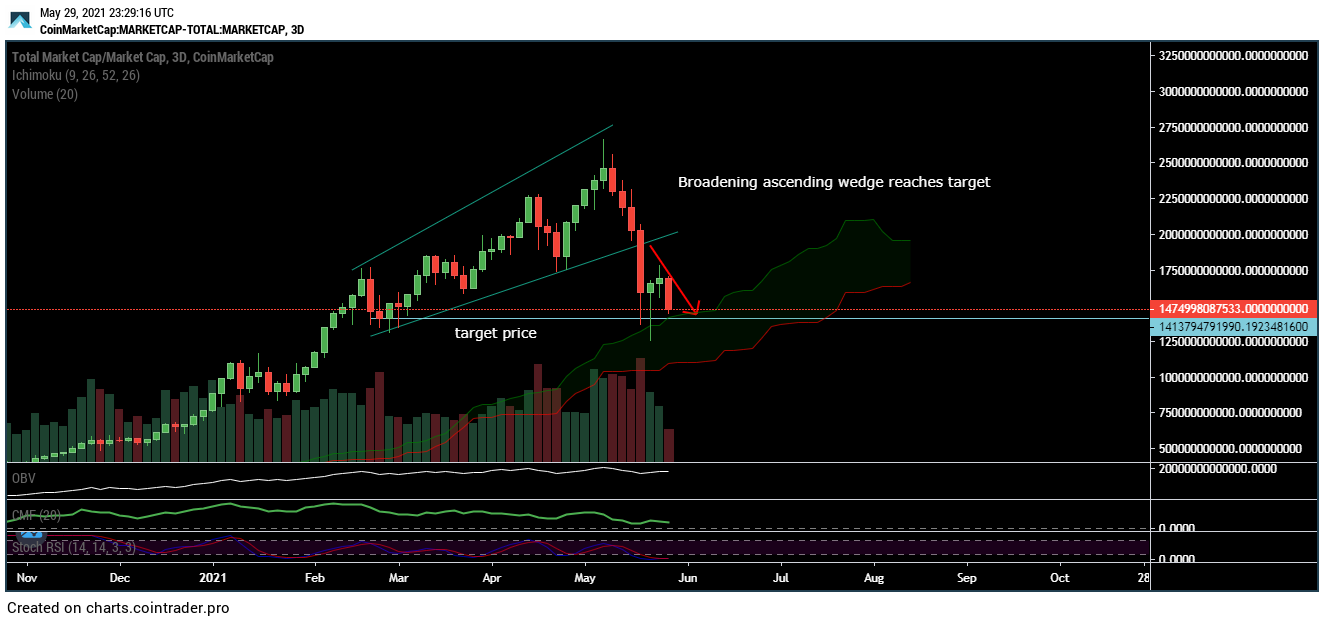 May 29, 2021 23:29:16 UTC
CoinMarketCap:MARKETCAP-TOTAL:MARKETCAP, 3D
Total Market Cap/Market Cap, 3D, CoinMarketCap
Ichimoku (9, 26, 52, 26)
Volume (20)
Broadening ascending wedge reaches target
target price
3250000000000.0000000000
3000000000000.0000000000
2750000000000.0000000000
2500000000000.0000000000
2250000000000.0000000000
2000000000000.0000000000
1750000000000.0000000000
1474998087533.0000000000
1413794791990.1923481600
1250000000000.0000000000
1000000000000.0000000000
750000000000.0000000000
500000000000.0000000000
20000000000000.0000
OBV
CMF (20)
0.0000
Stoch RSI (14, 14, 3, 3)
0.0000
Nov Dec 2021 Feb Mar Apr May Jun Jul Aug Sep Oct 28
Created on charts.cointrader.pro